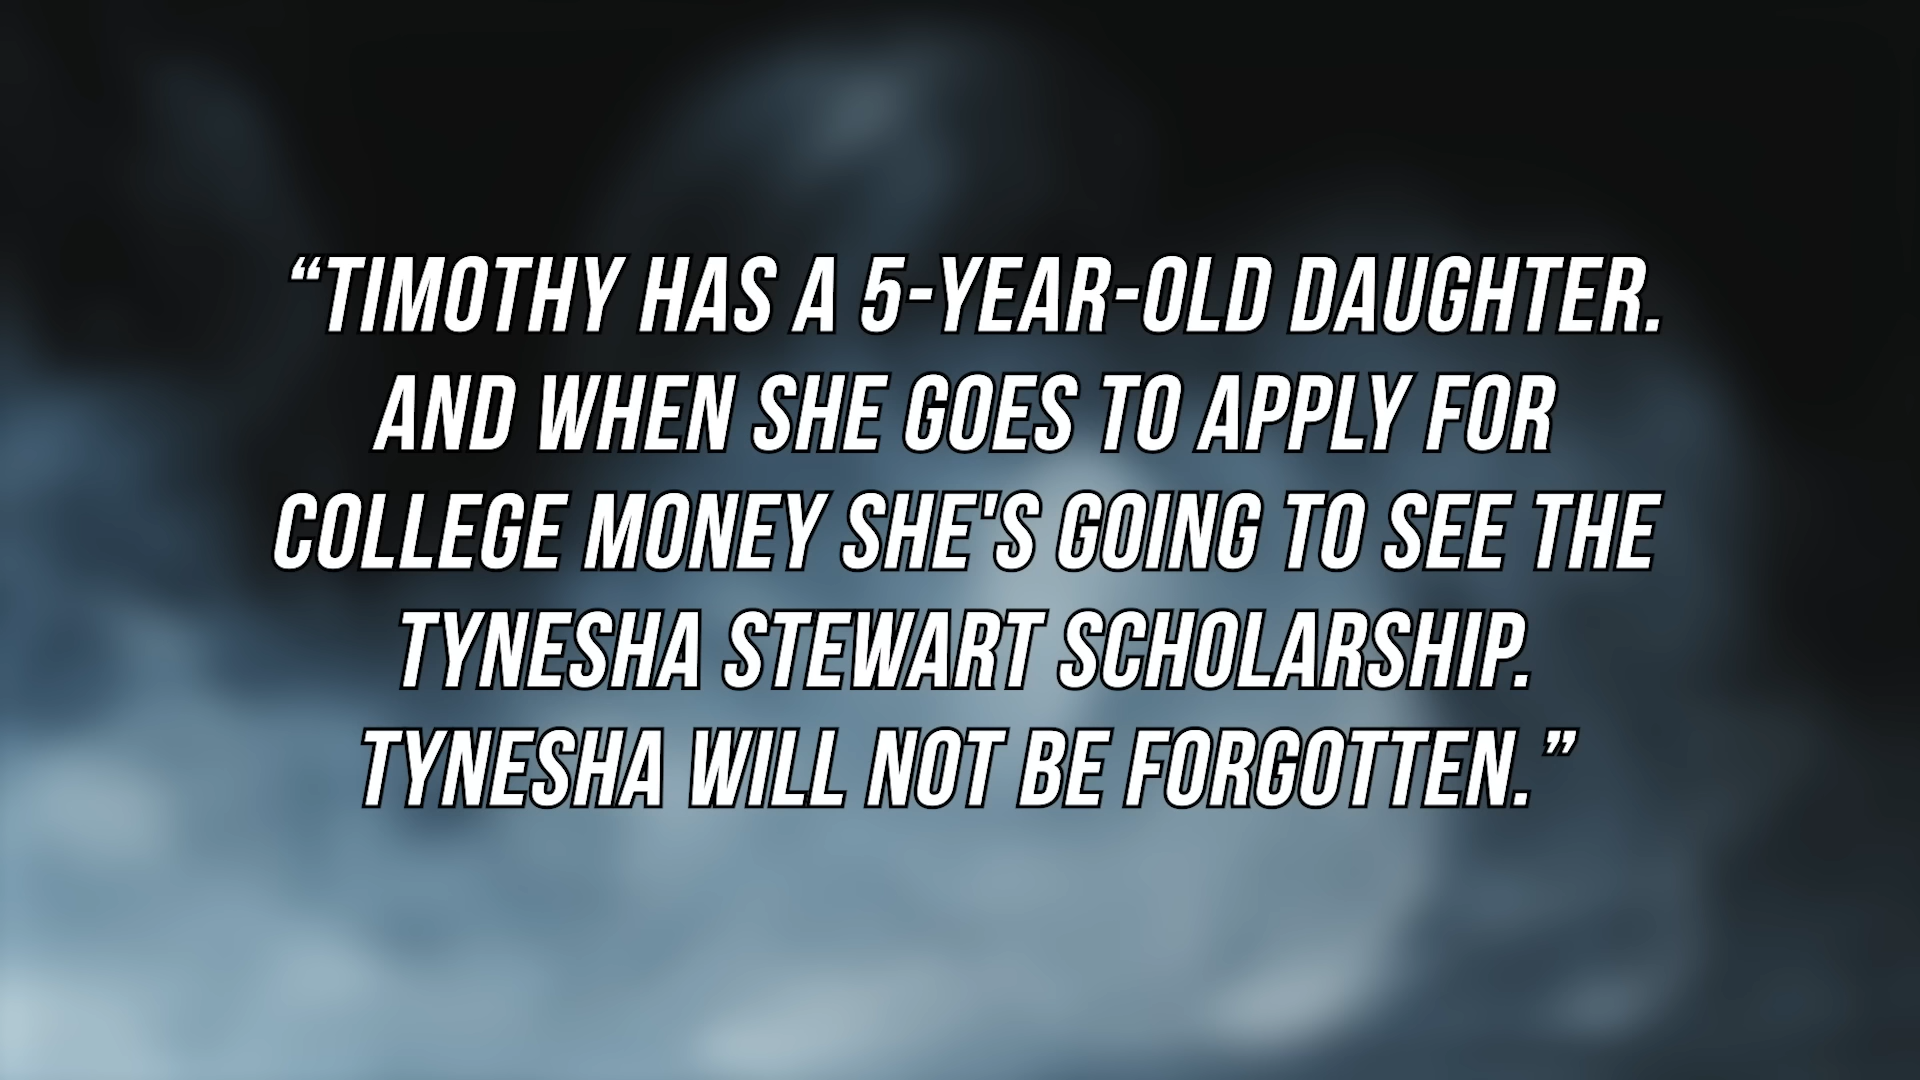 “TIMOTHY HAS A 5-YEAR-OLD DAUGHTER.
AND WHEN SHE GOES TO APPLY FOR
COLLEGE MONEY SHE'S GOING TO SEE THE
TYNESHA STEWART SCHOLARSHIP.
TYNESHA WILL NOT BE FORGOTTEN.”